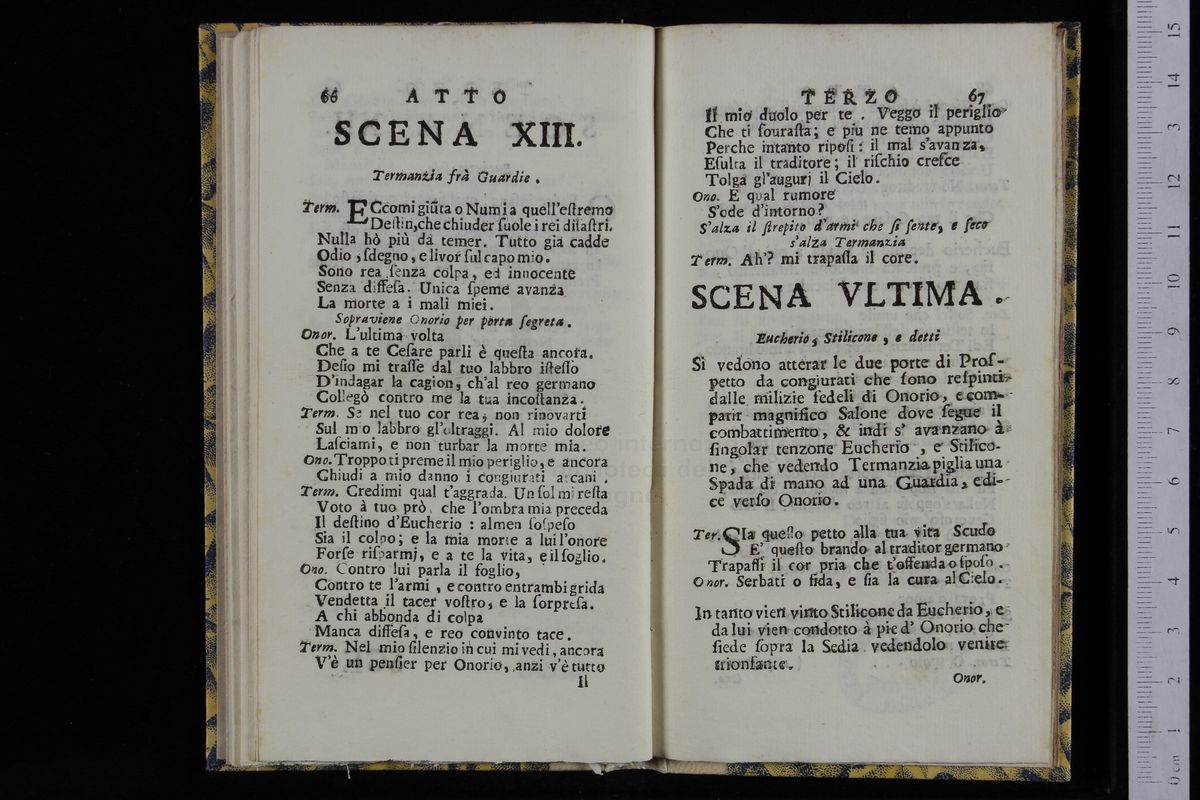 66 ATTO
SCENA XIII.
Termanzia frà Guardie .
Term. ECcomi giũta o Numi a quell'eſtremo
Deſtin, che chiuder ſuole i rei diſaſtri.
Nulla hò più da temer. Tutto gia cadde
Odio , ſdegno , e livor ſul capo mio.
Sono rea ſenza colpa, ed innocente
Senza diffeſa. Unica ſpeme avanza
La morte a i mali miei.
Sopraviene Onorio per porta ſegreta .
Onor. L'ultima volta
Che a te Ceſare parli è queſta ancora.
Deſio mi traſſe dal tuo labbro iſteſſo
D'indagar la cagion, ch'al reo germano
Collegò contro me la tua incoſtanza.
Term. Se nel tuo cor rea, non rinovarti
Sul mio labbro gl'oltraggi. Al mio dolore
Laſciami, e non turbar la morte mia.
Ono. Troppo ti preme il mio periglio, e ancora
Chiudi a mio danno i congiurati arcani .
Term. Credimi qual t'aggrada. Un ſol mi reſta
Voto à tuo prò, che l'ombra mia preceda
Il deſtino d'Eucherio : almen ſoſpeſo
Sia il colpo; e la mia morte a lui l'onore
Forſe riſparmj, e a te la vita, e il ſoglio.
Ono. Contro lui parla il foglio,
Contro te l'armi , e contro entrambi grida
Vendetta il tacer voſtro, e la ſorpreſa.
A chi abbonda di colpa
Manca diffeſa, e reo convinto tace.
Term. Nel mio ſilenzio in cui mi vedi, ancora
V'è un penſier per Onorio, anzi v'è tutto
Il
TERZO 67
Il mio duolo per te . Veggo il periglio
Che ti ſouraſta; e più ne temo appunto
Perche intanto ripoſi : il mal s'avanza,
Eſulta il traditore; il riſchio creſce
Tolga gl'augurj il Cielo.
Ono. E qual rumore
S'ode d'intorno?
S'alza il ſtrepito d'armi che ſi ſente, e ſeco
s'alza Termanzia
Term. Ah'? mi trapaſſa il core.
SCENA VLTIMA .
Eucherio, Stilicone , e detti
Sì vedono atterar le due porte di Proſ-
petto da congiurati che ſono reſpinti
dalle milizie fedeli di Onorio, e com-
parir magnifico Salone dove ſegue il
combattimento, & indi s' avanzano à
ſingolar tenzone Eucherio , e Stilico-
ne, che vedendo Termanzia piglia una
Spada di mano ad una Guardia, e di-
ce verſo Onorio.
Ter. SIa queſto petto alla tua vita Scudo
E' queſto brando al traditor germano
Trapaſſi il cor pria che t'offenda o ſpoſo .
Onor. Serbati o fida, e ſia la cura al Cielo.
In tanto vien vinto Stilicone da Eucherio, e
da lui vien condotto à piè d' Onorio che
ſiede ſopra la Sedia vedendolo venire
trionfante.
Onor.